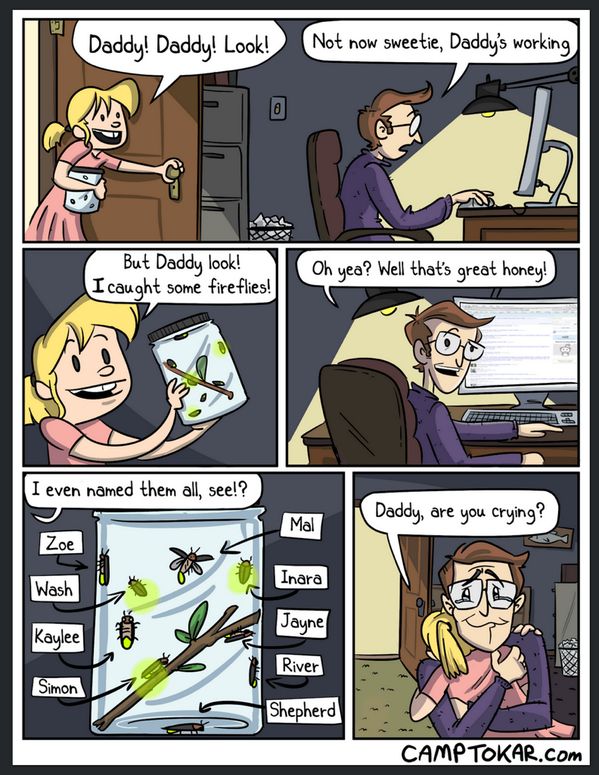 Daddy! Daddy! Look!
Not now sweetie, Daddy's working
But Daddy look!
I caught some fireflies!
Oh yea? Well that's great honey!
I even named them all, see!?
Zoe
Wash
Kaylee
Simon
Mal
Inara
Jayne
River
Shepherd
Daddy, are you crying?
CAMPTOKAR.com